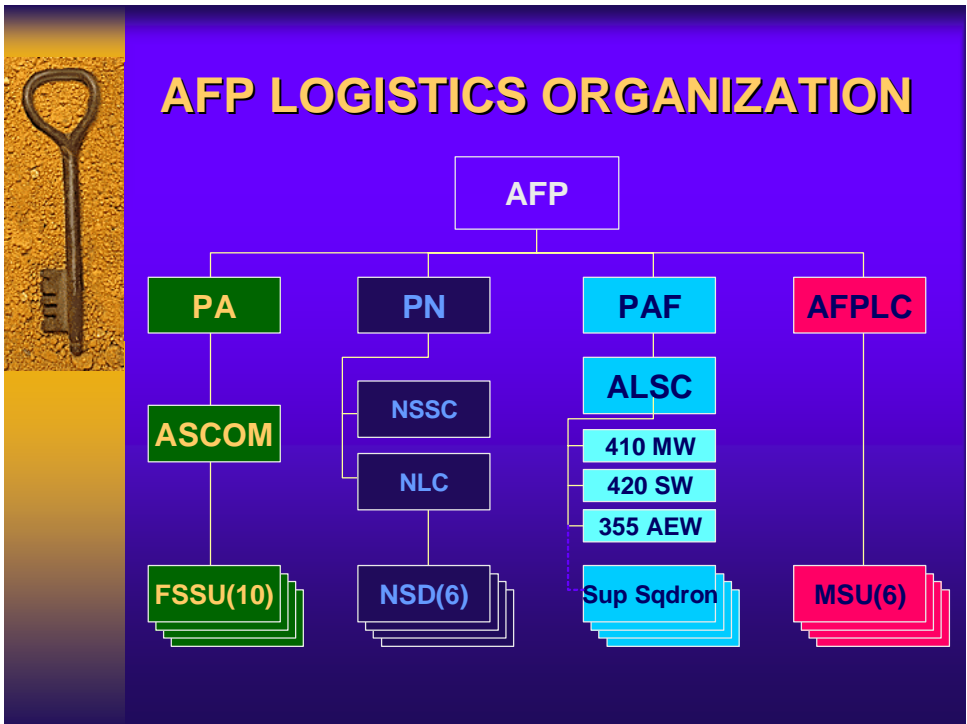 AFP LOGISTICS ORGANIZATION
AFP
PA
PN
PAF
AFPLC
ASCOM
NSSC
NLC
ALSC
410 MW
420 SW
355 AEW
FSSU(10)
NSD(6)
Sup Sqdron
MSU(6)